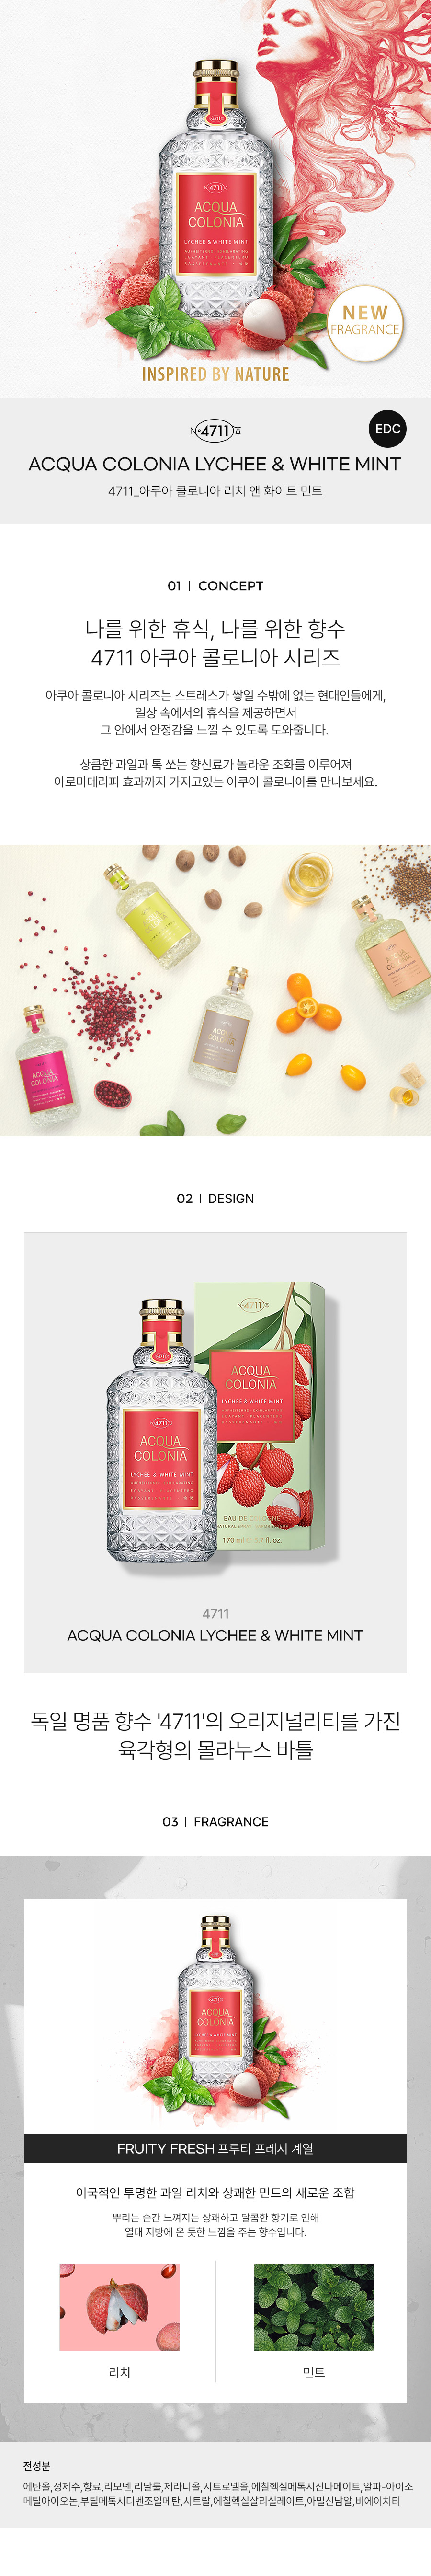 Nº4711
ACQUA
COLONIA
LYCHEE & WHITE MINT
NEW
FRAGRANCE
INSPIRED BY NATURE
Nº4711
EDC
ACQUA COLONIA LYCHEE & WHITE MINT
4711_아쿠아 콜로니아 리치 앤 화이트 민트
01 | CONCEPT
나를 위한 휴식, 나를 위한 향수
4711 아쿠아 콜로니아 시리즈
아쿠아 콜로니아 시리즈는 스트레스가 쌓일 수밖에 없는 현대인들에게,
일상 속에서의 휴식을 제공하면서
그 안에서 안정감을 느낄 수 있도록 도와줍니다.
상큼한 과일과 톡 쏘는 향신료가 놀라운 조화를 이루어져
아로마테라피 효과까지 가지고있는 아쿠아 콜로니아를 만나보세요.
ACQUA
COLONIA
02 | DESIGN
Nº4711
ACQUA
COLONIA
LYCHEE & WHITE MINT
EAU DE COLOGNE
NATURAL SPRAY
170 ml 5.7 fl. oz.
4711
ACQUA
COLONIA
LYCHEE & WHITE MINT
4711
ACQUA COLONIA LYCHEE & WHITE MINT
독일 명품 향수 '4711'의 오리지널리티를 가진
육각형의 몰라누스 바틀
03 | FRAGRANCE
4711
ACQUA
COLONIA
LYCHEE & WHITE MINT
FRUITY FRESH 프루티 프레시 계열
이국적인 투명한 과일 리치와 상쾌한 민트의 새로운 조합
뿌리는 순간 느껴지는 상쾌하고 달콤한 향기로 인해
열대 지방에 온 듯한 느낌을 주는 향수입니다.
리치
민트
전성분
에탄올,정제수,향료,리모넨,리날룰,제라니올,시트로넬올,에칠헥실메톡시신나메이트,알파-아이소
메틸아이오논,부틸메톡시디벤조일메탄,시트랄,에칠헥실살리실레이트,아밀신남알,비에이치티